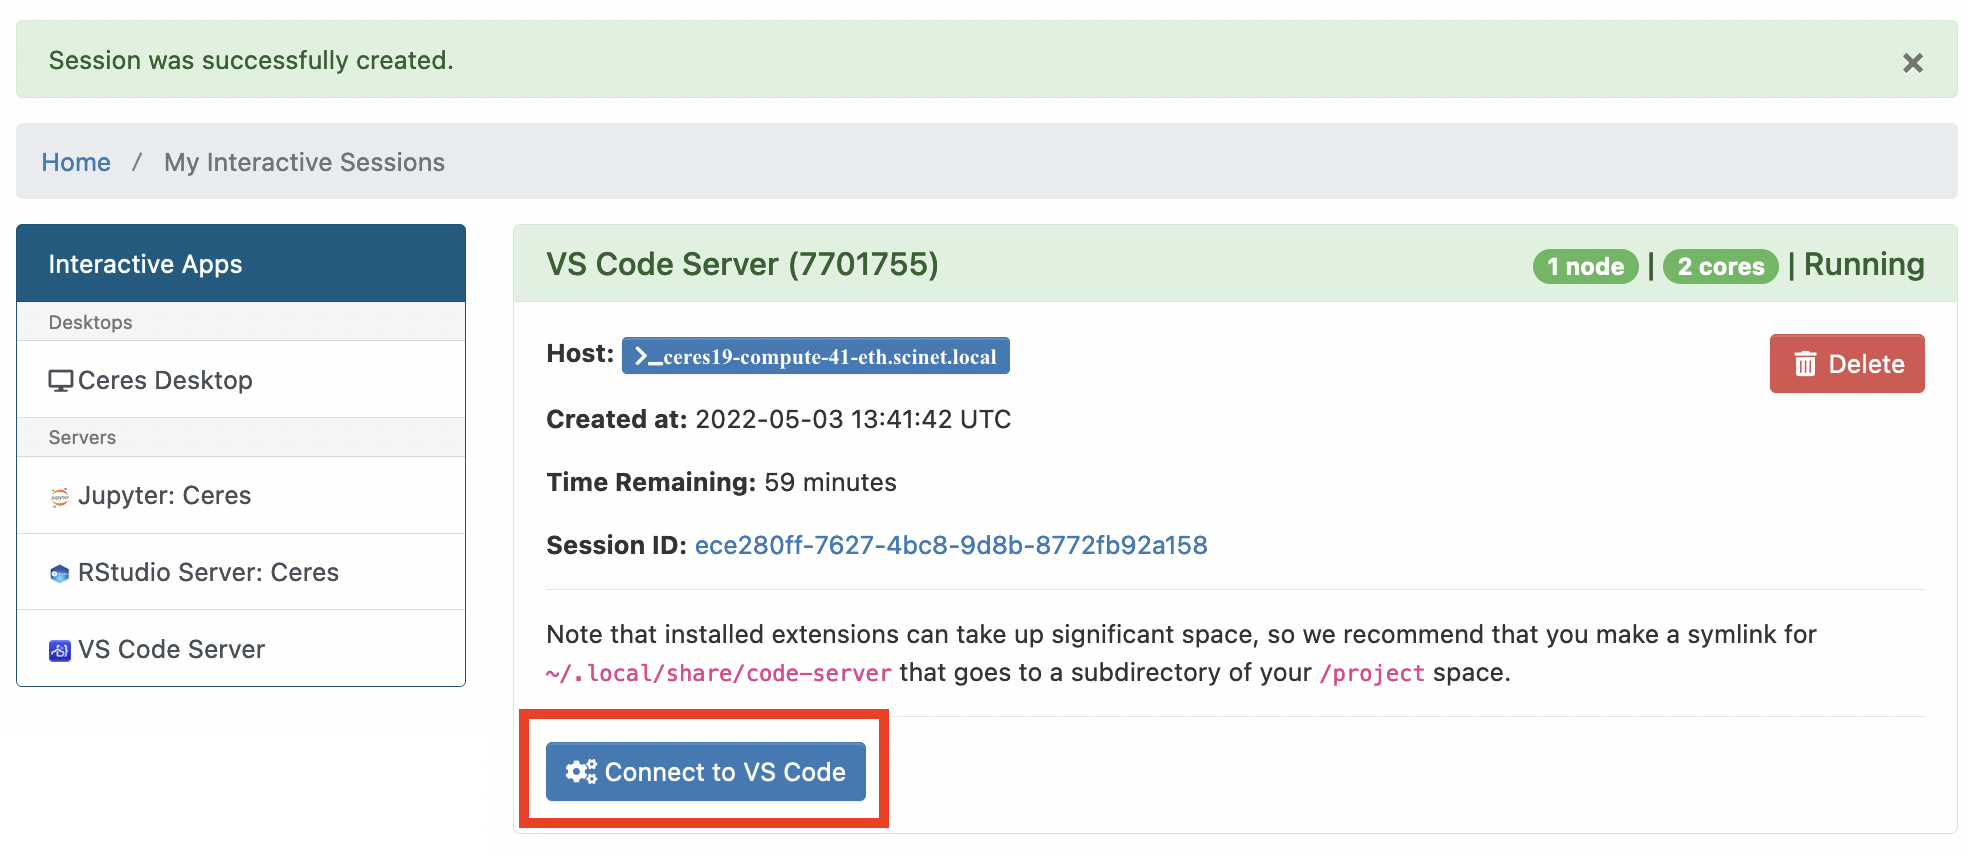 Session was successfully created.
×
Home / My Interactive Sessions
Interactive Apps
Desktops
Ceres Desktop
Servers
Jupyter: Ceres
RStudio Server: Ceres
VS Code Server
VS Code Server (7701755)
1 node | 2 cores | Running
Host: >_ceres19-compute-41-eth.scinet.local
Delete
Created at: 2022-05-03 13:41:42 UTC
Time Remaining: 59 minutes
Session ID: ece280ff-7627-4bc8-9d8b-8772fb92a158
Note that installed extensions can take up significant space, so we recommend that you make a symlink for
~/.local/share/code-server that goes to a subdirectory of your /project space.
Connect to VS Code